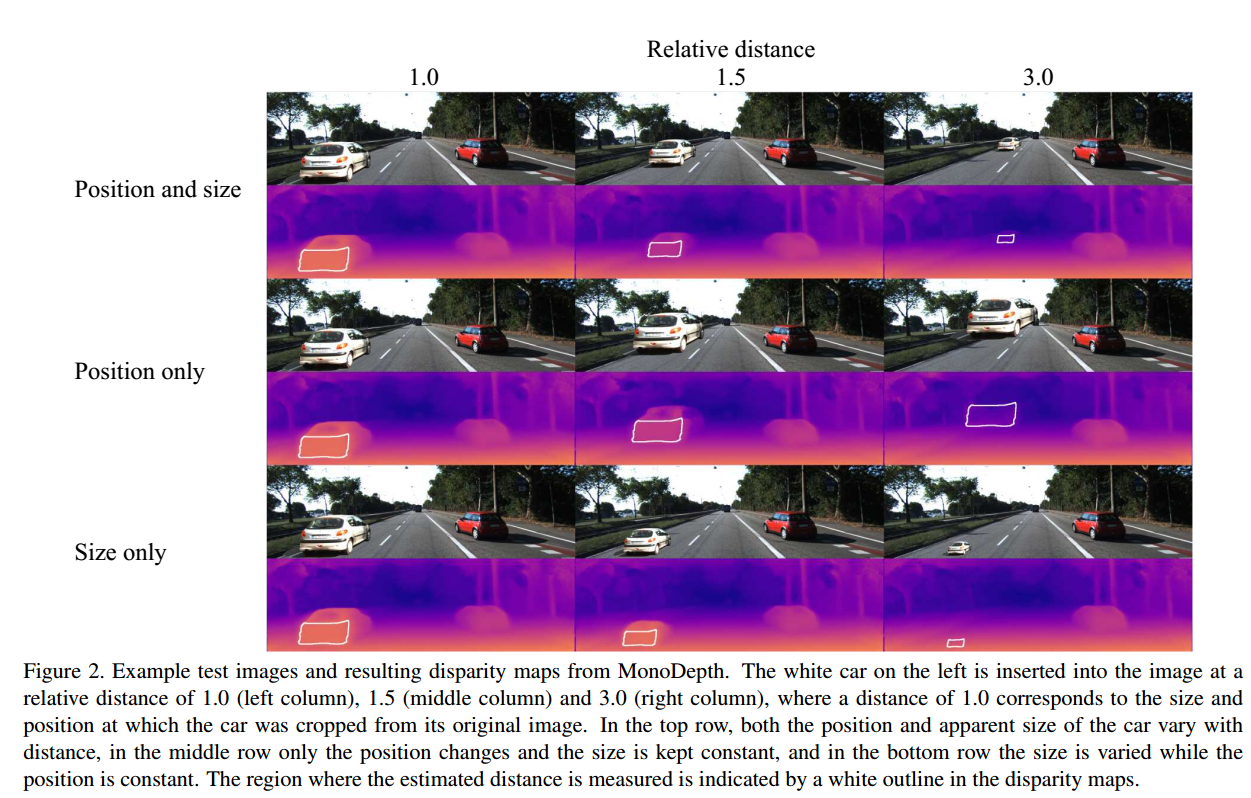 Relative distance
1.0 1.5 3.0
Position and size
Position only
Size only
Figure 2. Example test images and resulting disparity maps from MonoDepth. The white car on the left is inserted into the image at a
relative distance of 1.0 (left column), 1.5 (middle column) and 3.0 (right column), where a distance of 1.0 corresponds to the size and
position at which the car was cropped from its original image. In the top row, both the position and apparent size of the car vary with
distance, in the middle row only the position changes and the size is kept constant, and in the bottom row the size is varied while the
position is constant. The region where the estimated distance is measured is indicated by a white outline in the disparity maps.